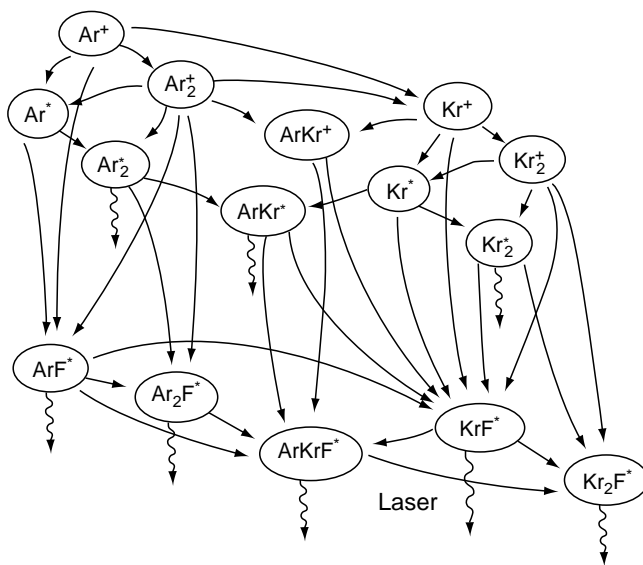 Ar⁺
Ar₂⁺
Kr⁺
Ar*
ArKr⁺
Ar₂*
Kr₂⁺
Kr*
ArKr*
Kr₂*
ArF*
Ar₂F*
KrF*
ArKrF*
Kr₂F*
Laser